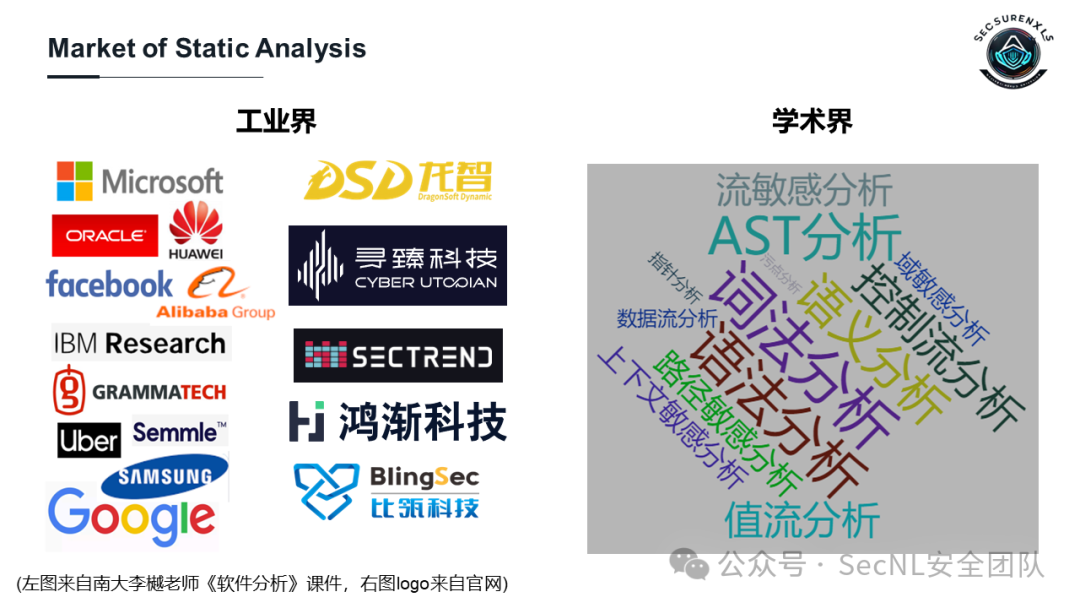 Market of Static Analysis
SECSURENXLS
工业界
学术界
Microsoft
DSD龙智
DragonSoft Dynamic
ORACLE
HUAWEI
寻臻科技
CYBER UTOPIAN
facebook
Alibaba Group
IBM Research
SECTREND
GRAMMATECH
鸿渐科技
Uber
Semmle™
SAMSUNG
BlingSec
比瓴科技
Google
流敏感分析
AST分析
指针分析
污点分析
域敏感分析
数据流分析
词法分析
语义分析
控制流分析
语法分析
路径敏感分析
上下文敏感分析
值流分析
公众号 · SecNL安全团队
(左图来自南大李樾老师《软件分析》课件，右图logo来自官网)